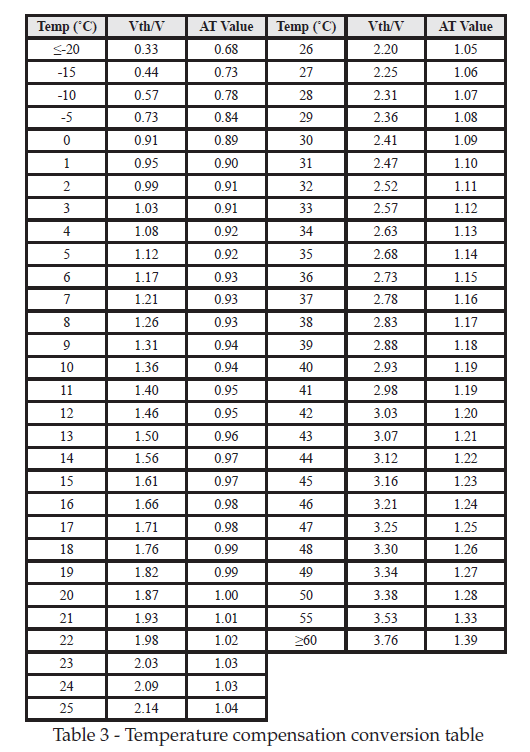 Temp (˚C) Vth/V AT Value Temp (˚C) Vth/V AT Value
≤-20 0.33 0.68 26 2.20 1.05
-15 0.44 0.73 27 2.25 1.06
-10 0.57 0.78 28 2.31 1.07
-5 0.73 0.84 29 2.36 1.08
0 0.91 0.89 30 2.41 1.09
1 0.95 0.90 31 2.47 1.10
2 0.99 0.91 32 2.52 1.11
3 1.03 0.91 33 2.57 1.12
4 1.08 0.92 34 2.63 1.13
5 1.12 0.92 35 2.68 1.14
6 1.17 0.93 36 2.73 1.15
7 1.21 0.93 37 2.78 1.16
8 1.26 0.93 38 2.83 1.17
9 1.31 0.94 39 2.88 1.18
10 1.36 0.94 40 2.93 1.19
11 1.40 0.95 41 2.98 1.19
12 1.46 0.95 42 3.03 1.20
13 1.50 0.96 43 3.07 1.21
14 1.56 0.97 44 3.12 1.22
15 1.61 0.97 45 3.16 1.23
16 1.66 0.98 46 3.21 1.24
17 1.71 0.98 47 3.25 1.25
18 1.76 0.99 48 3.30 1.26
19 1.82 0.99 49 3.34 1.27
20 1.87 1.00 50 3.38 1.28
21 1.93 1.01 55 3.53 1.33
22 1.98 1.02 ≥60 3.76 1.39
23 2.03 1.03
24 2.09 1.03
25 2.14 1.04
Table 3 - Temperature compensation conversion table